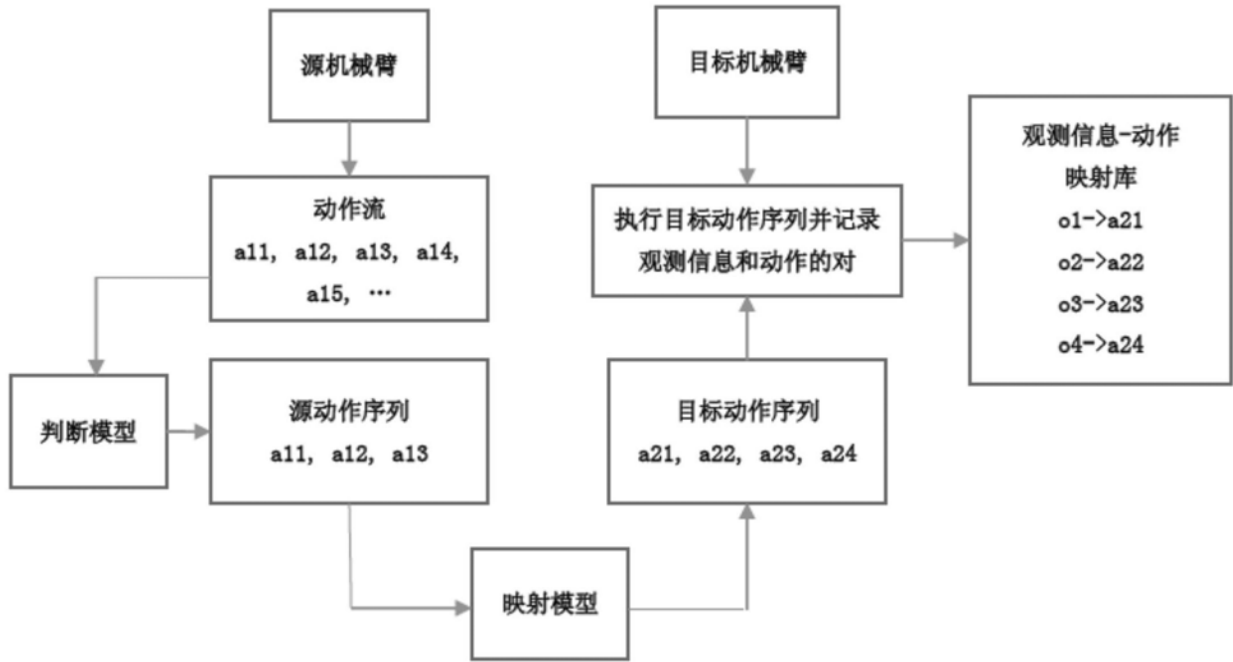 源机械臂
目标机械臂
动作流
a11, a12, a13, a14,
a15, …
执行目标动作序列并记录
观测信息和动作的对
观测信息-动作
映射库
o1->a21
o2->a22
o3->a23
o4->a24
判断模型
源动作序列
a11, a12, a13
目标动作序列
a21, a22, a23, a24
映射模型